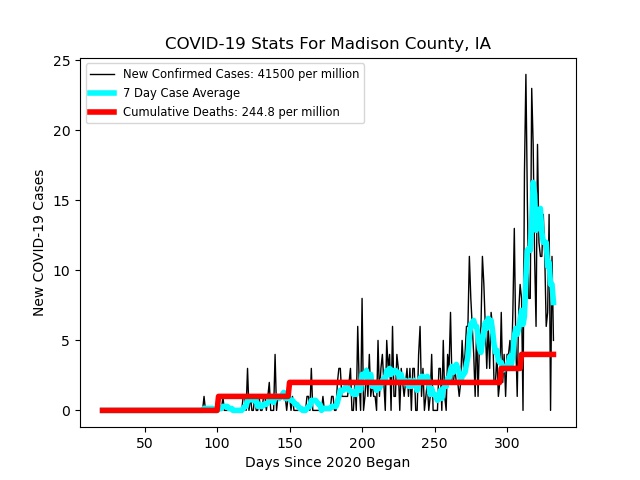 COVID-19 Stats For Madison County, IA
New Confirmed Cases: 41500 per million
7 Day Case Average
Cumulative Deaths: 244.8 per million
New COVID-19 Cases
25
20
15
10
5
0
50 100 150 200 250 300
Days Since 2020 Began